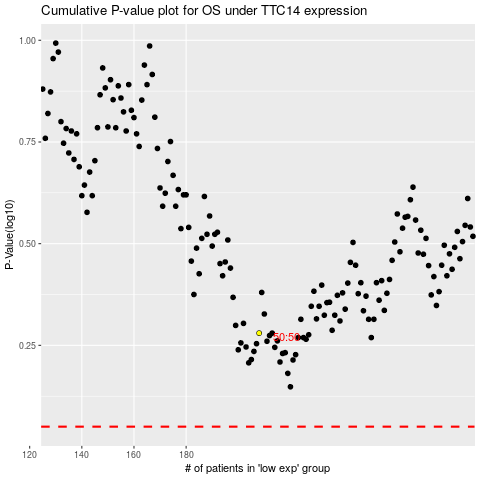 Cumulative P-value plot for OS under TTC14 expression
1.00
0.75
0.50
0.25
P-Value(log10)
50:50
120 140 160 180
# of patients in 'low exp' group